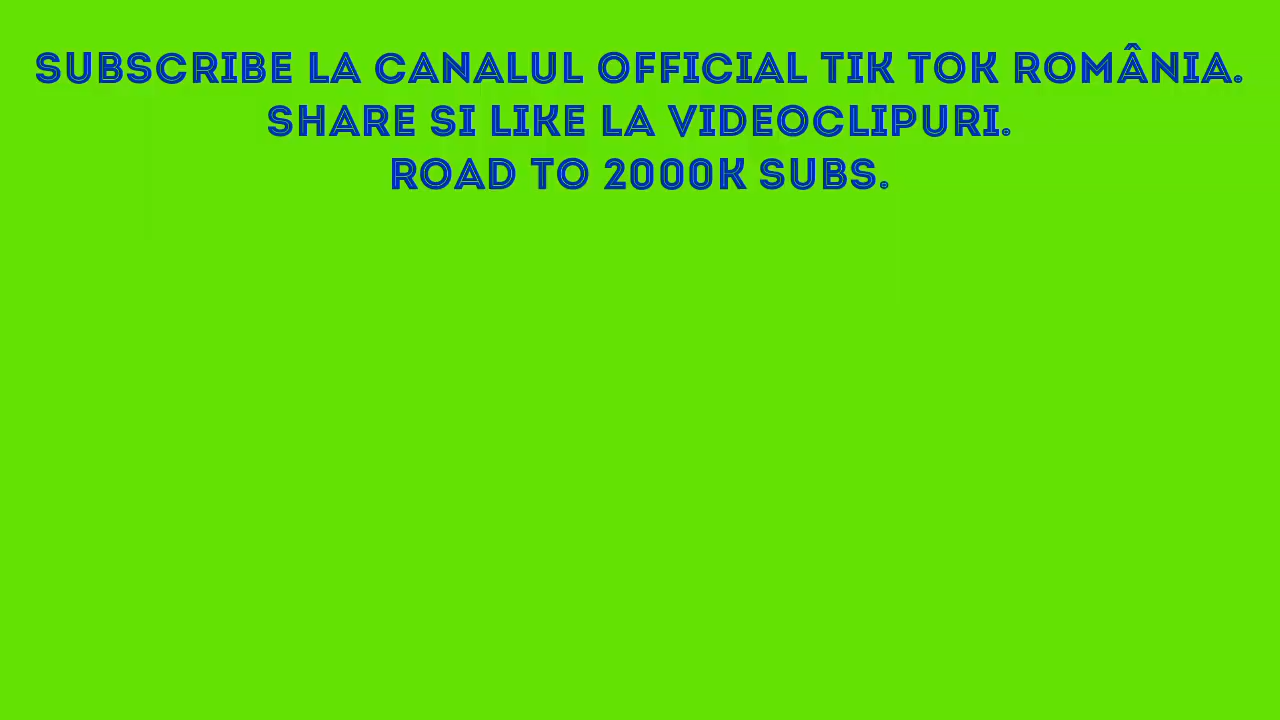 SUBSCRIBE LA CANALUL OFFICIAL TIK TOK ROMÂNIA.
SHARE SI LIKE LA VIDEOCLIPURI.
ROAD TO 2000K SUBS.